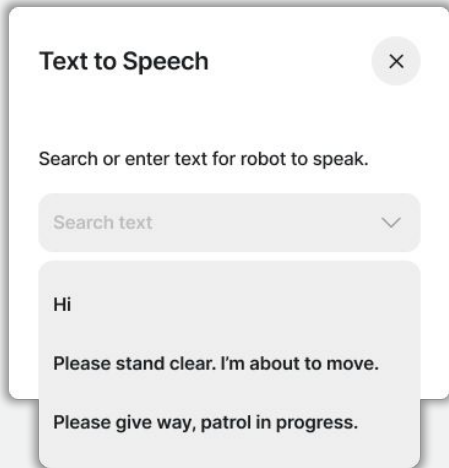 Text to Speech
Search or enter text for robot to speak.
Search text
Hi
Please stand clear. I'm about to move.
Please give way, patrol in progress.